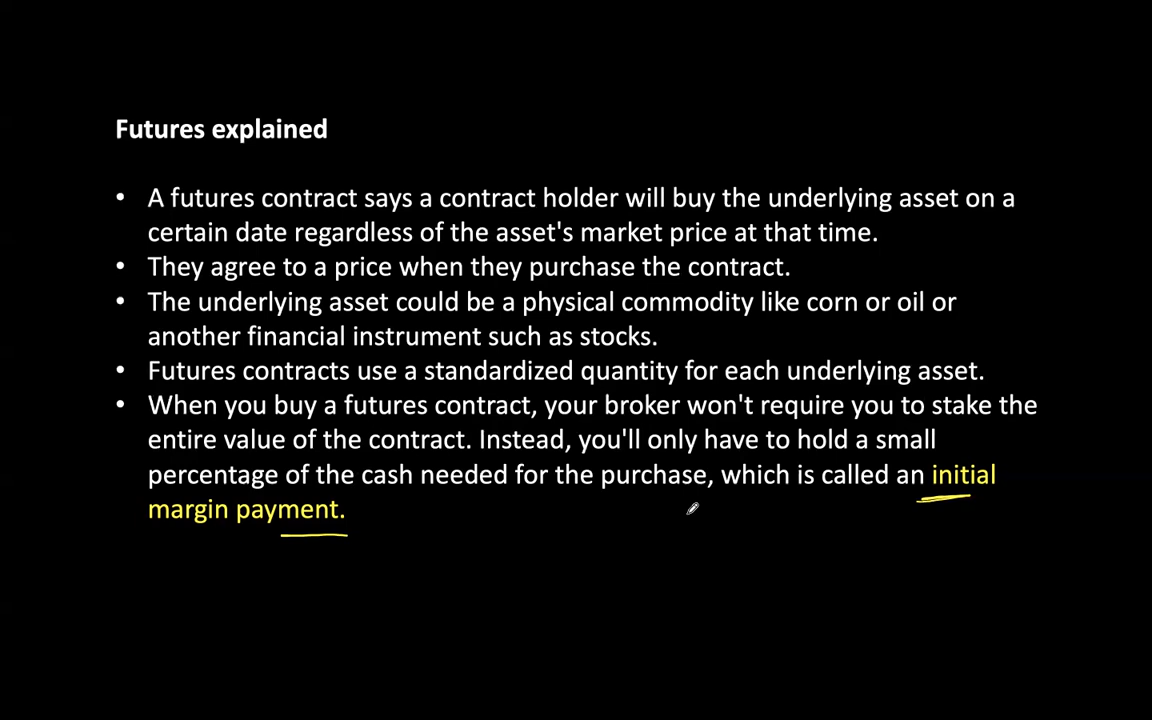 Futures explained
• A futures contract says a contract holder will buy the underlying asset on a
certain date regardless of the asset's market price at that time.
• They agree to a price when they purchase the contract.
• The underlying asset could be a physical commodity like corn or oil or
another financial instrument such as stocks.
• Futures contracts use a standardized quantity for each underlying asset.
• When you buy a futures contract, your broker won't require you to stake the
entire value of the contract. Instead, you'll only have to hold a small
percentage of the cash needed for the purchase, which is called an initial
margin payment.